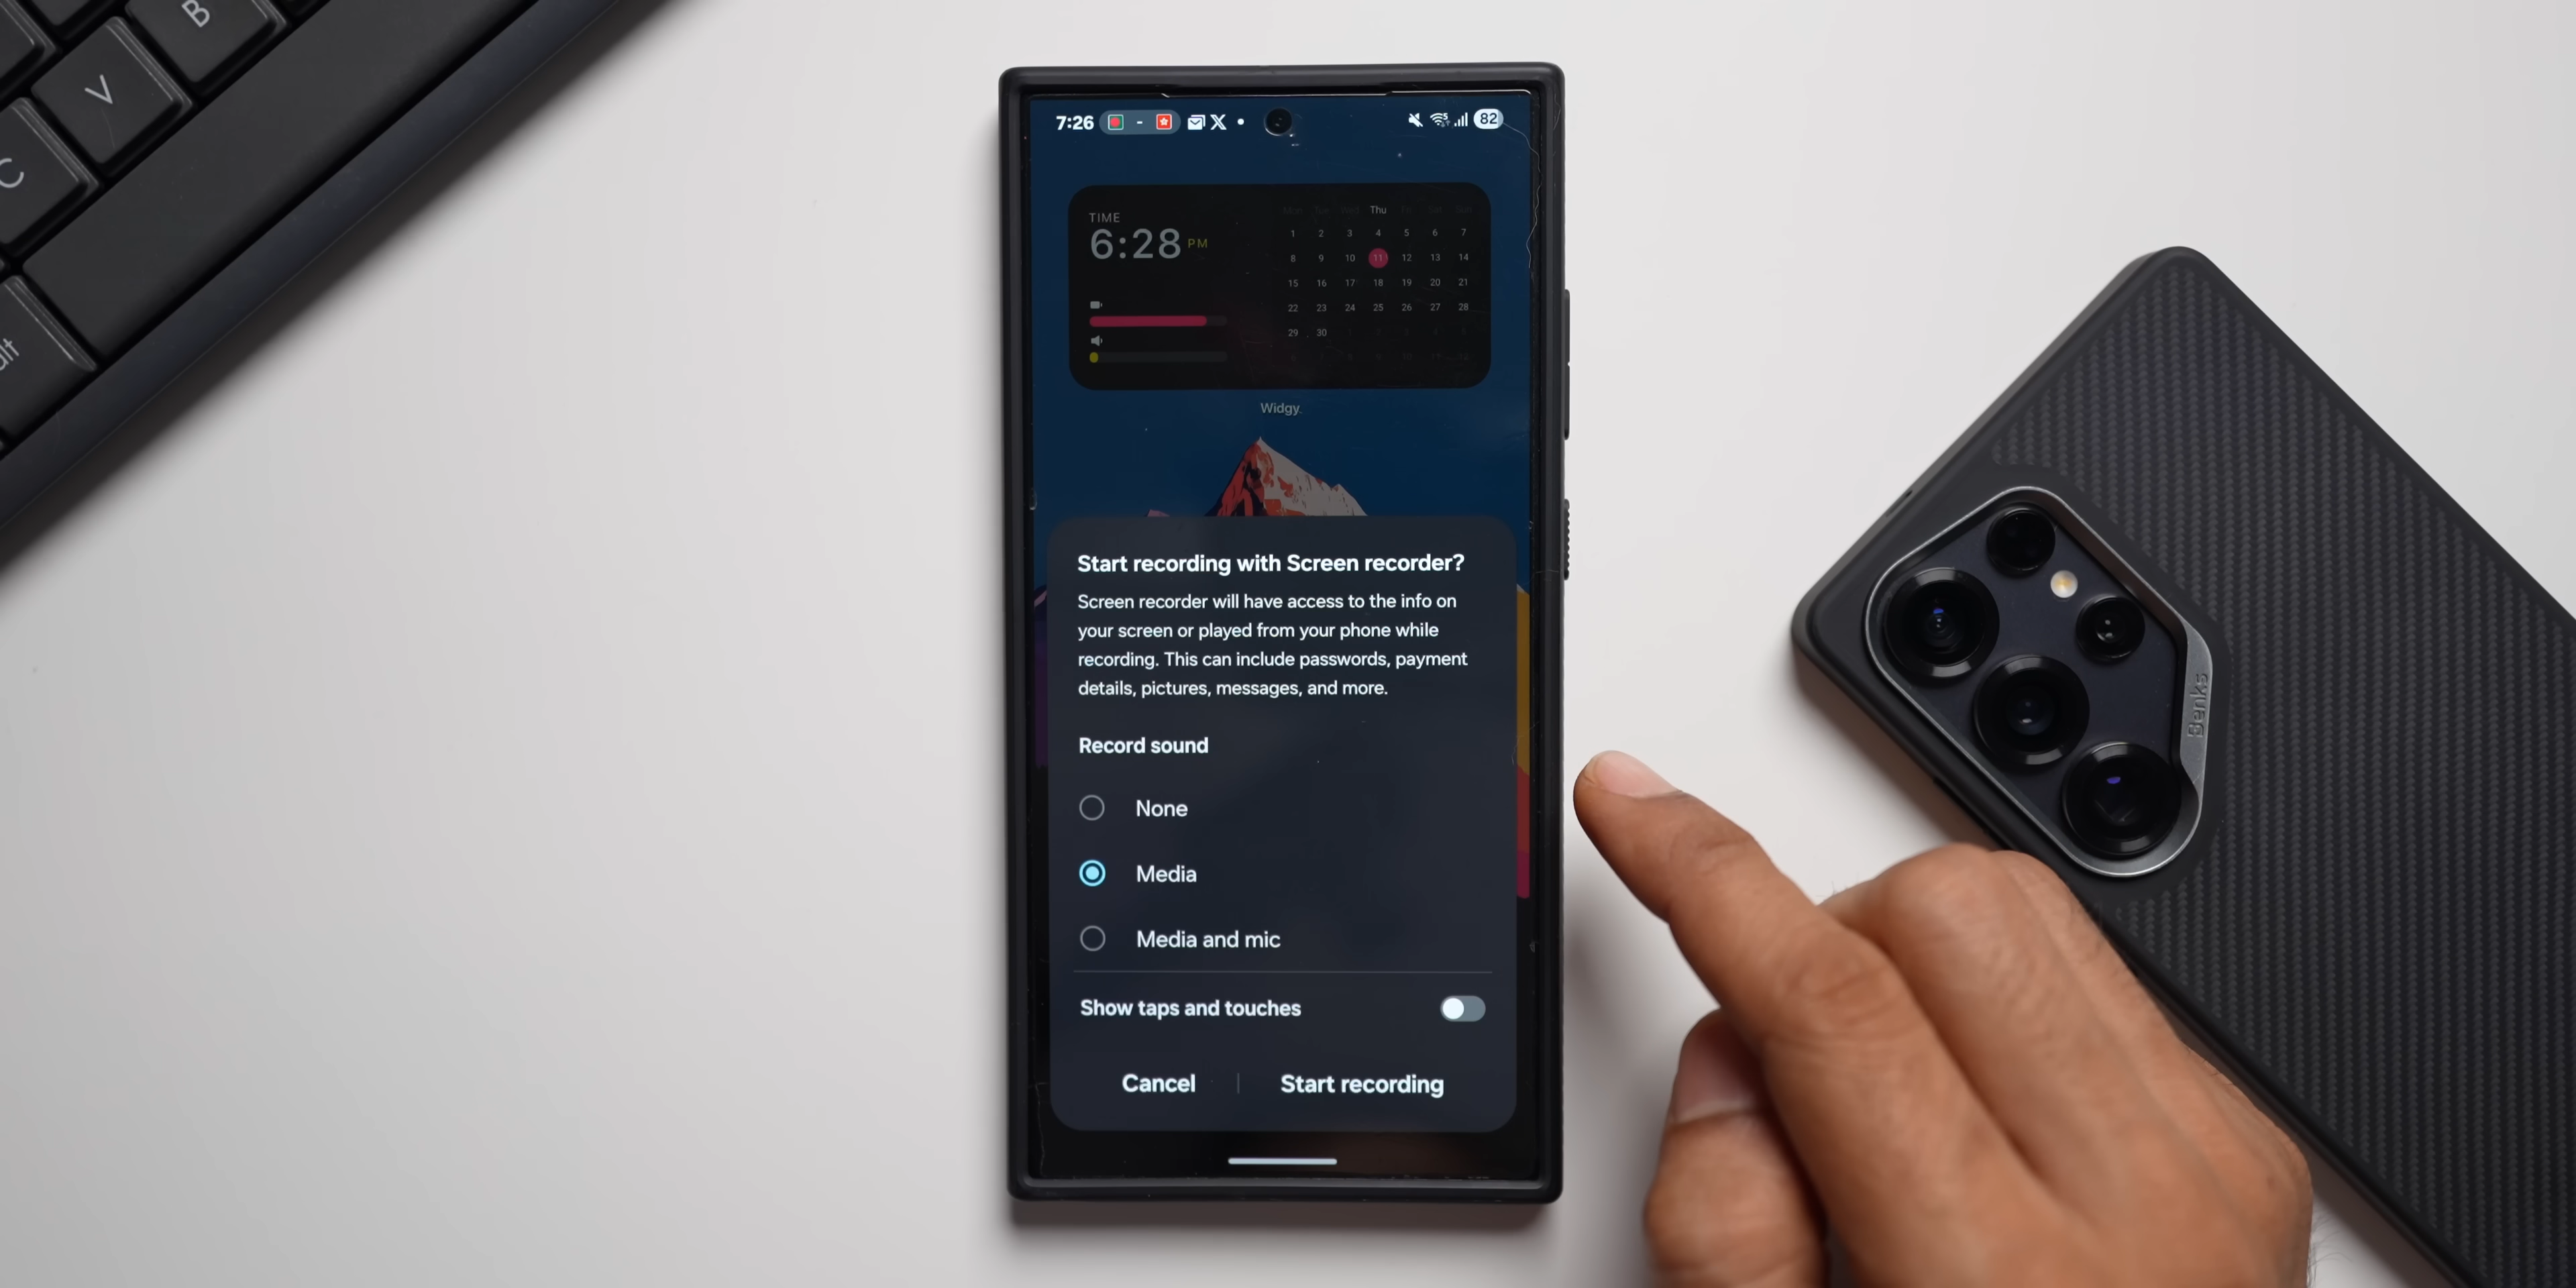 B
V
C
7:26
82
TIME
6:28 PM
Thu
1 2 3 4 5 6 7
8 9 10 11 12 13 14
15 16 17 18 19 20 21
22 23 24 25 26 27 28
29 30
Widgy
Start recording with Screen recorder?
Screen recorder will have access to the info on
your screen or played from your phone while
recording. This can include passwords, payment
details, pictures, messages, and more.
Record sound
None
Media
Media and mic
Show taps and touches
Cancel
Start recording
Benks